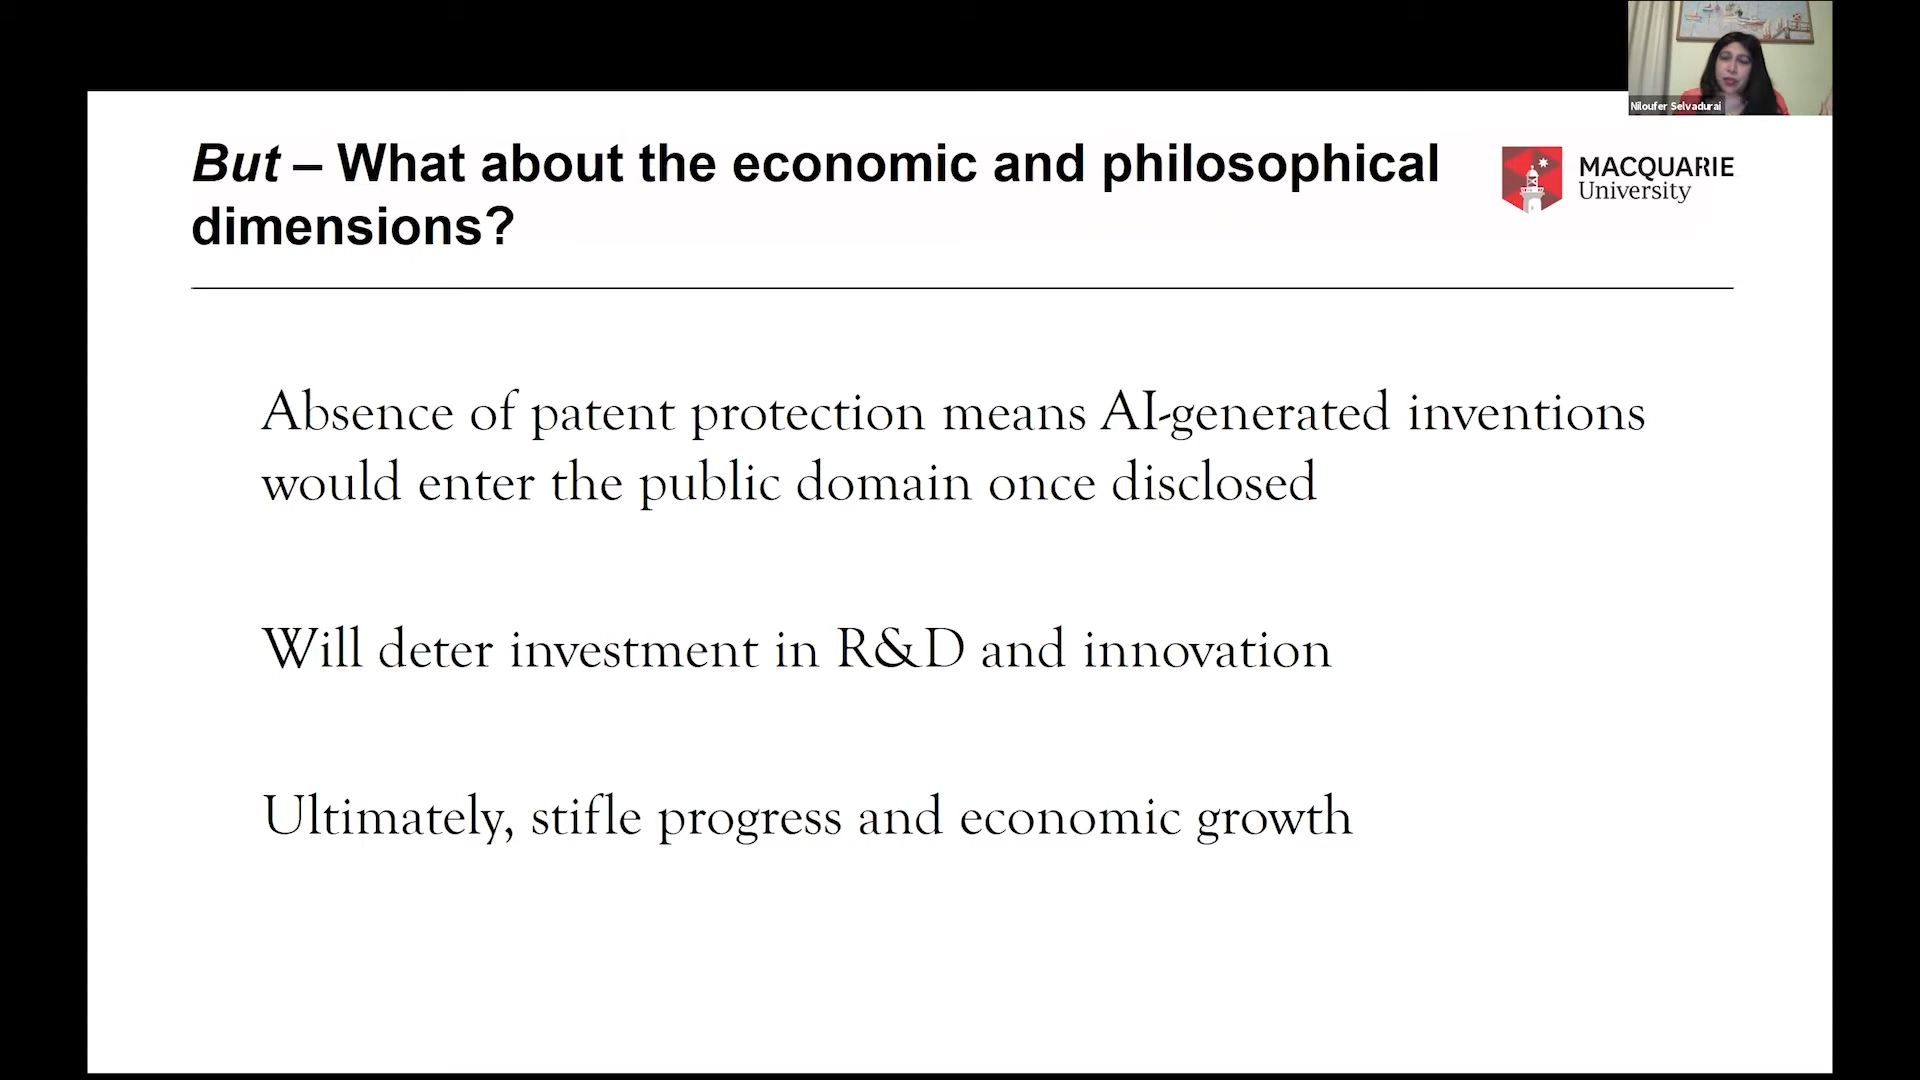 Niloufer Selvadurai
But – What about the economic and philosophical
dimensions?
MACQUARIE
University
Absence of patent protection means AI-generated inventions
would enter the public domain once disclosed
Will deter investment in R&D and innovation
Ultimately, stifle progress and economic growth